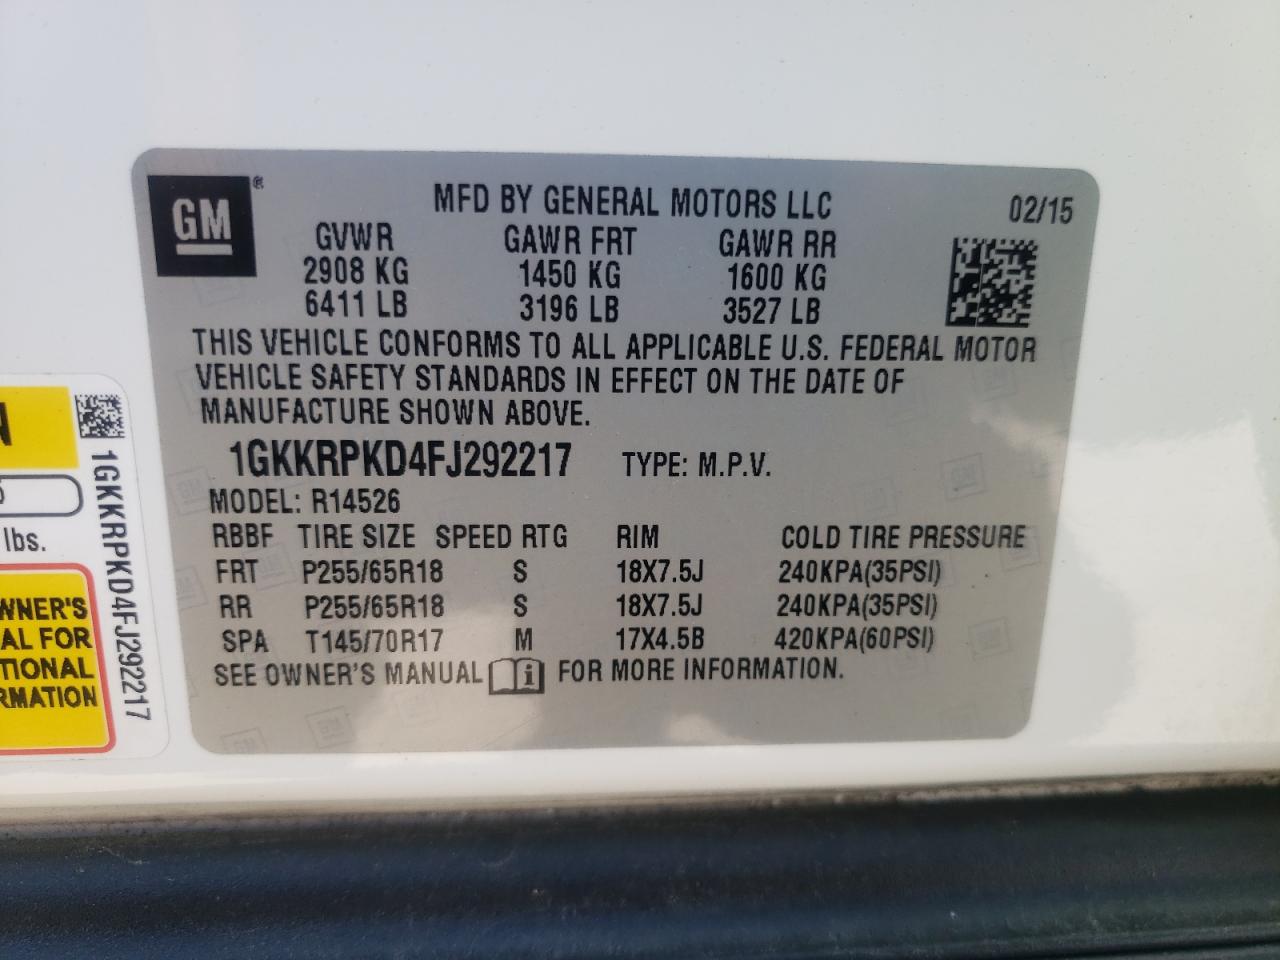 GM®
MFD BY GENERAL MOTORS LLC 02/15
GVWR GAWR FRT GAWR RR
2908 KG 1450 KG 1600 KG
6411 LB 3196 LB 3527 LB
THIS VEHICLE CONFORMS TO ALL APPLICABLE U.S. FEDERAL MOTOR
VEHICLE SAFETY STANDARDS IN EFFECT ON THE DATE OF
MANUFACTURE SHOWN ABOVE.
1GKKRPKD4FJ292217 TYPE: M.P.V.
MODEL: R14526
RBBF TIRE SIZE SPEED RTG RIM COLD TIRE PRESSURE
FRT P255/65R18 S 18X7.5J 240KPA(35PSI)
RR P255/65R18 S 18X7.5J 240KPA(35PSI)
SPA T145/70R17 M 17X4.5B 420KPA(60PSI)
SEE OWNER'S MANUAL i FOR MORE INFORMATION.
1GKKRPKD4FJ292217
N
lbs.
WNER'S
AL FOR
TIONAL
RMATION